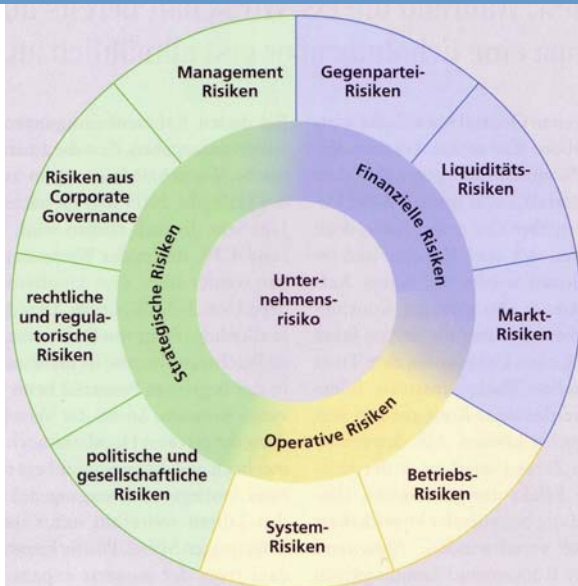 Management
Risiken
Gegenpartei-
Risiken
Liquiditäts-
Risiken
Markt-
Risiken
Betriebs-
Risiken
System-
Risiken
politische und
gesellschaftliche
Risiken
rechtliche
und regula-
torische
Risiken
Risiken aus
Corporate
Governance
Strategische Risiken
Finanzielle Risiken
Operative Risiken
Unter-
nehmens-
risiko